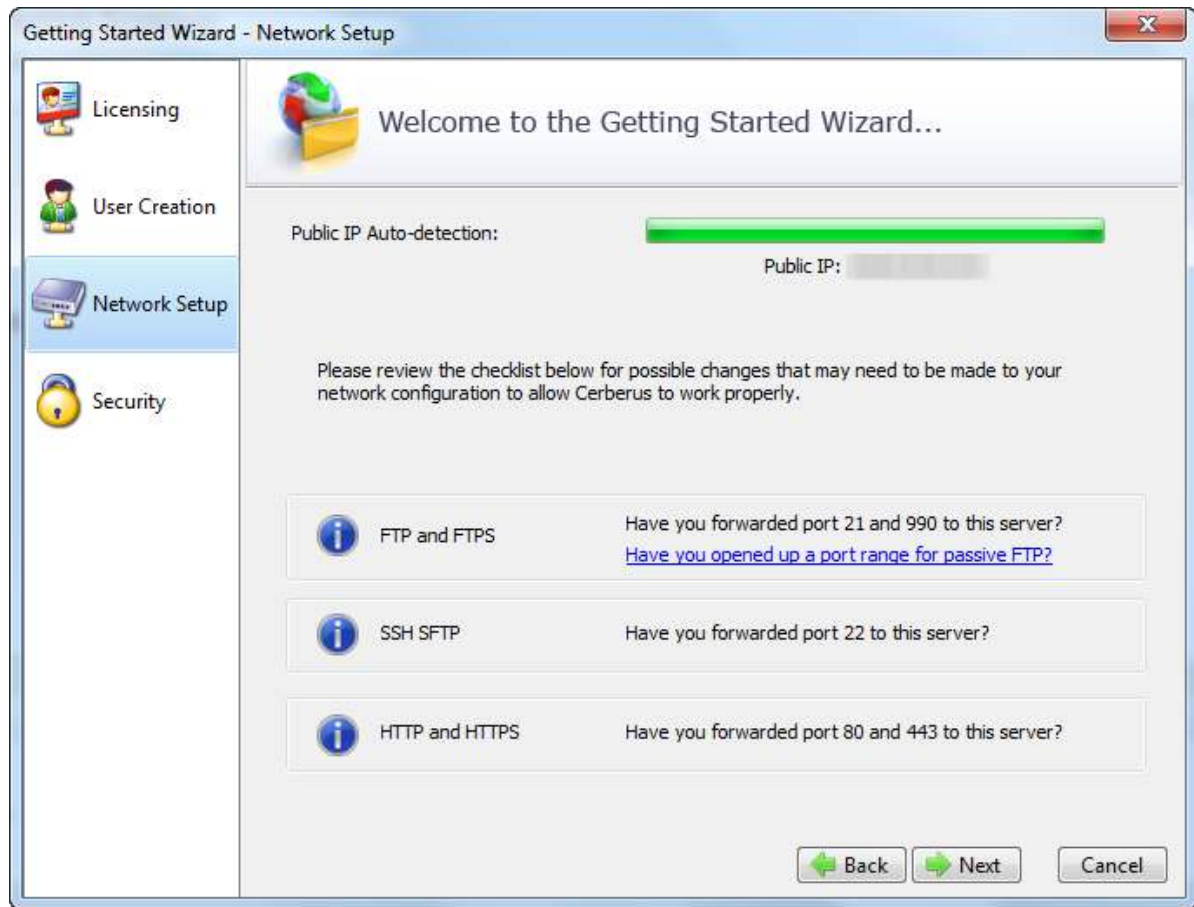 Getting Started Wizard - Network Setup
Licensing
User Creation
Network Setup
Security
Welcome to the Getting Started Wizard...
Public IP Auto-detection:
Public IP:
Please review the checklist below for possible changes that may need to be made to your
network configuration to allow Cerberus to work properly.
FTP and FTPS
Have you forwarded port 21 and 990 to this server?
Have you opened up a port range for passive FTP?
SSH SFTP
Have you forwarded port 22 to this server?
HTTP and HTTPS
Have you forwarded port 80 and 443 to this server?
Back
Next
Cancel